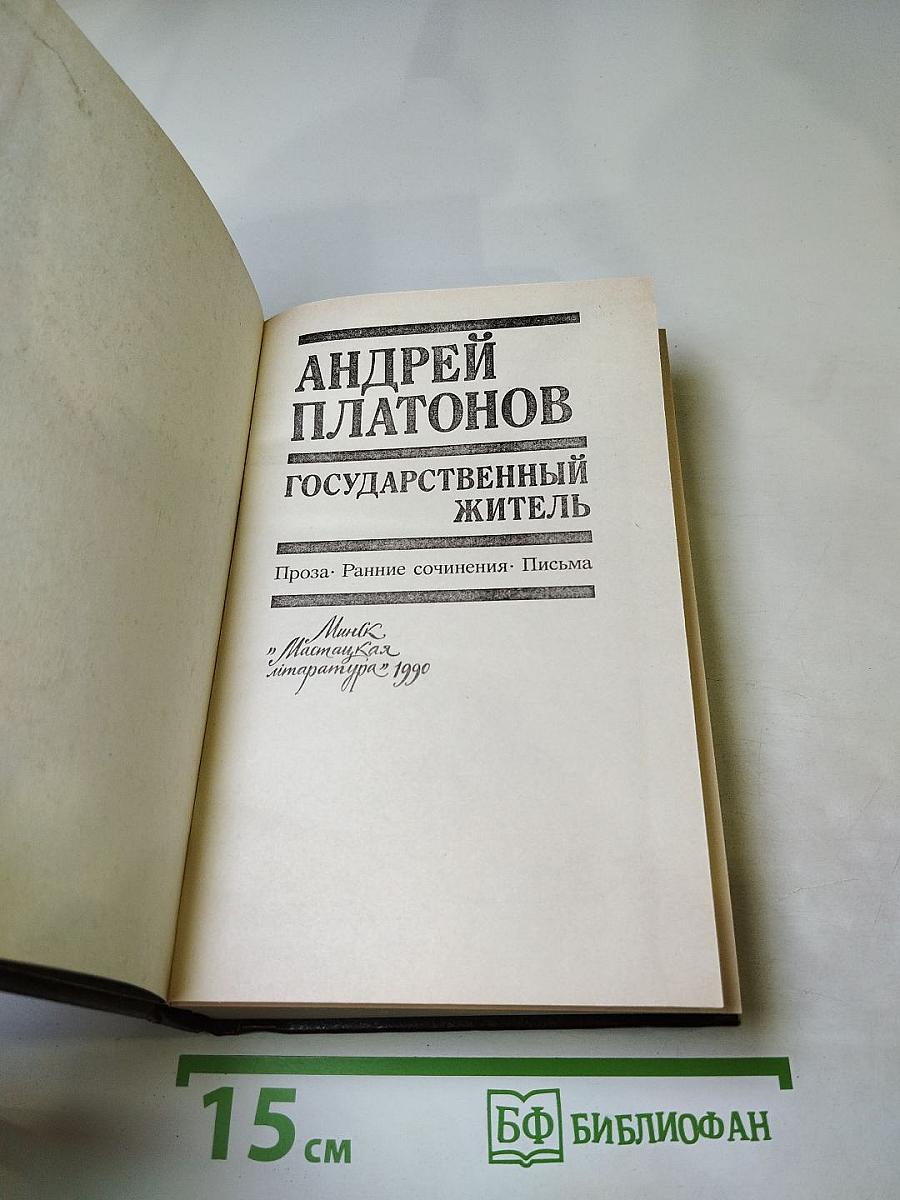 АНДРЕЙ
ПЛАТОНОВ
ГОСУДАРСТВЕННЫЙ
ЖИТЕЛЬ
Проза· Ранние сочинения· Письма
Минск
„Мастацкая
літаратура” 1990
15 см
БФ БИБЛИОФАН